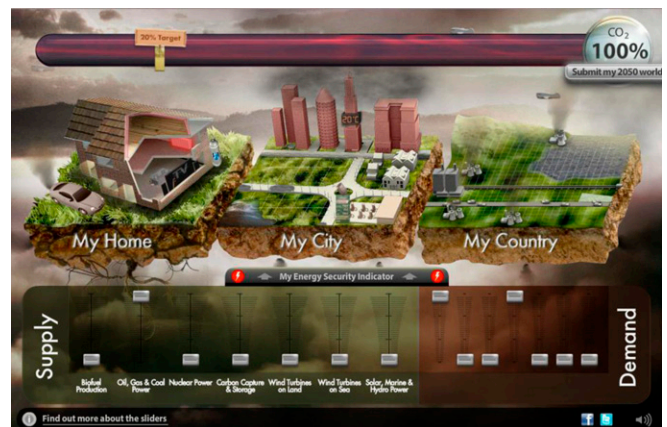 20% Target
CO₂
100%
Submit my 2050 world
20°C
My Home
My City
My Country
My Energy Security Indicator
Supply
Biofuel
Production
Oil, Gas & Coal
Power
Nuclear Power
Carbon Capture
& Storage
Wind Turbines
on Land
Wind Turbines
on Sea
Solar, Marine &
Hydro Power
Demand
i
Find out more about the sliders
f